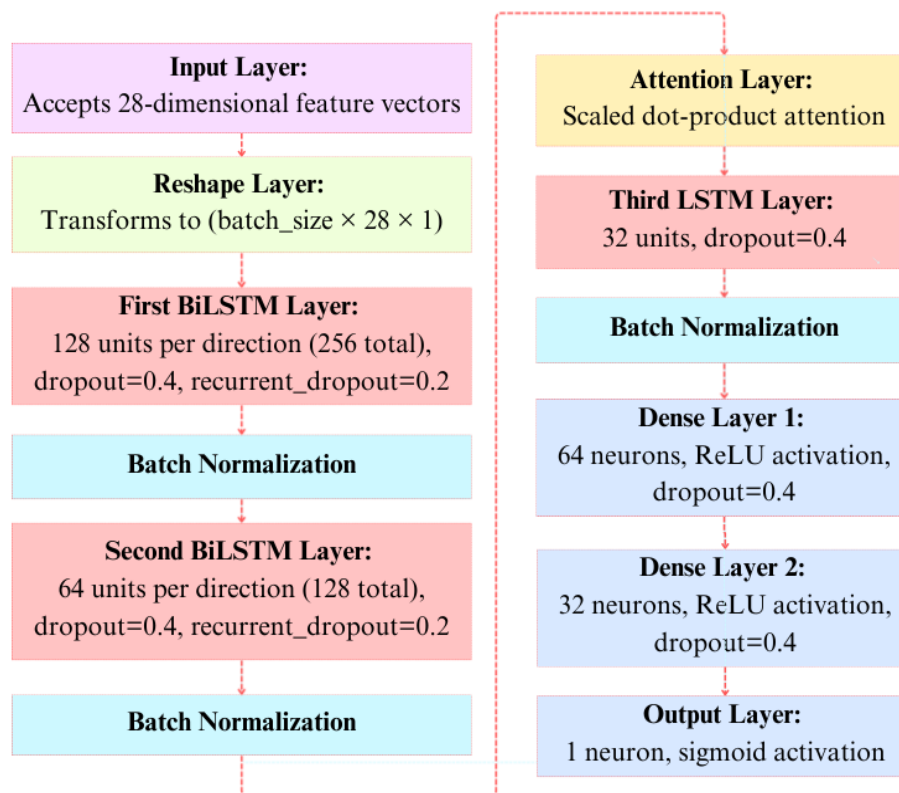 Input Layer:
Accepts 28-dimensional feature vectors
Reshape Layer:
Transforms to (batch_size × 28 × 1)
First BiLSTM Layer:
128 units per direction (256 total),
dropout=0.4, recurrent_dropout=0.2
Batch Normalization
Second BiLSTM Layer:
64 units per direction (128 total),
dropout=0.4, recurrent_dropout=0.2
Batch Normalization
Attention Layer:
Scaled dot-product attention
Third LSTM Layer:
32 units, dropout=0.4
Batch Normalization
Dense Layer 1:
64 neurons, ReLU activation,
dropout=0.4
Dense Layer 2:
32 neurons, ReLU activation,
dropout=0.4
Output Layer:
1 neuron, sigmoid activation